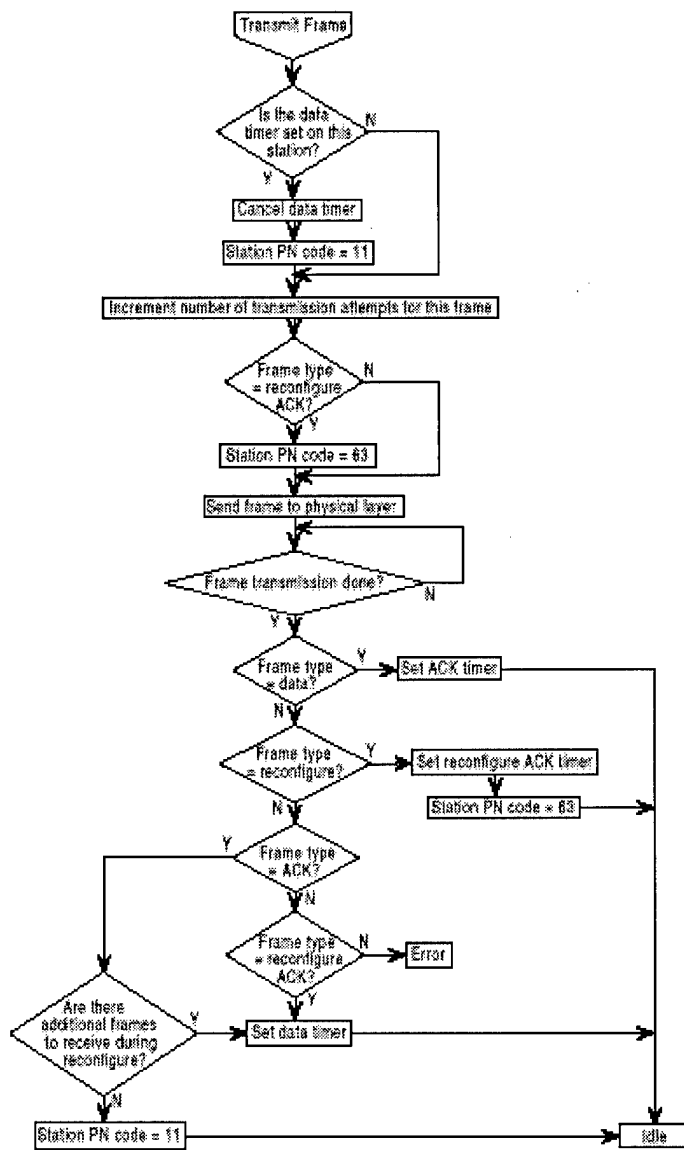 Transmit Frame
Is the data
timer set on this
station?
N
Y
Cancel data timer
Station PN code = 11
Increment number of transmission attempts for this frame
Frame type
= reconfigure
ACK?
N
Y
Station PN code = 63
Send frame to physical layer
Frame transmission done?
N
Y
Frame type
= data?
Y
Set ACK timer
N
Frame type
= reconfigure?
Y
Set reconfigure ACK timer
Station PN code = 63
N
Y
Frame type
= ACK?
N
Frame type
= reconfigure
ACK?
N
Error
Y
Are there
additional frames
to receive during
reconfigure?
Y
Set data timer
N
Station PN code = 11
Idle